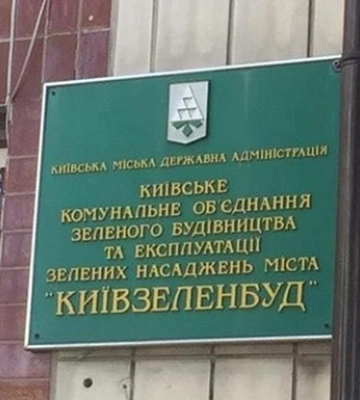 КИЇВСЬКА МІСЬКА ДЕРЖАВНА АДМІНІСТРАЦІЯ
КИЇВСЬКЕ
КОМУНАЛЬНЕ ОБ'ЄДНАННЯ
ЗЕЛЕНОГО БУДІВНИЦТВА
ТА ЕКСПЛУАТАЦІЇ
ЗЕЛЕНИХ НАСАДЖЕНЬ МІСТА
"КИЇВЗЕЛЕНБУД"